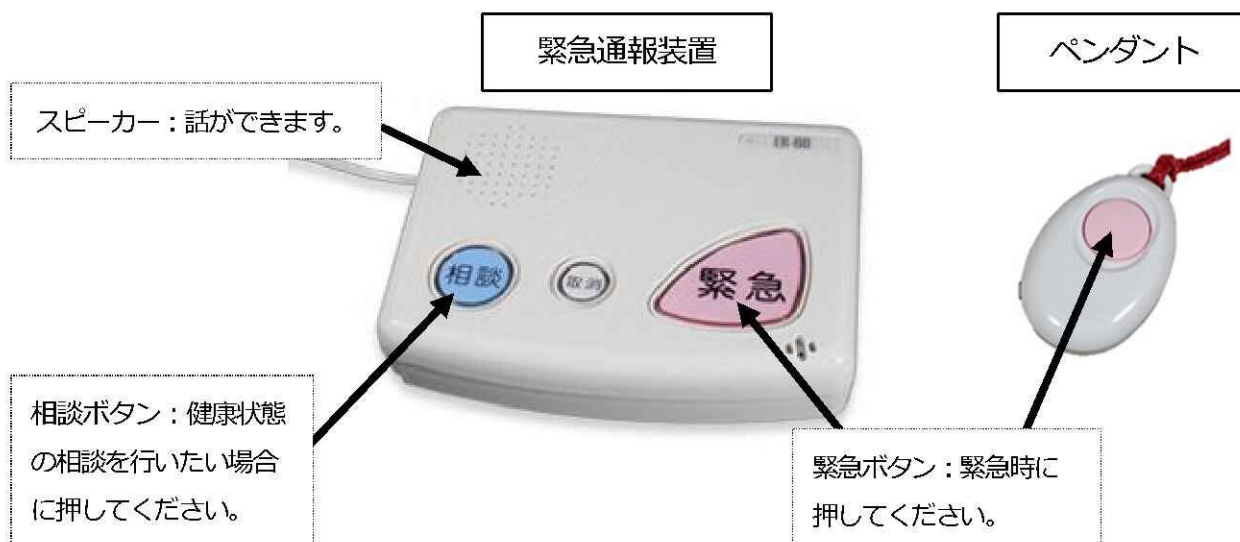 緊急通報装置
ペンダント
スピーカー：話ができます。
相談
取消
緊急
相談ボタン：健康状態
の相談を行いたい場合
に押してください。
緊急ボタン：緊急時に
押してください。